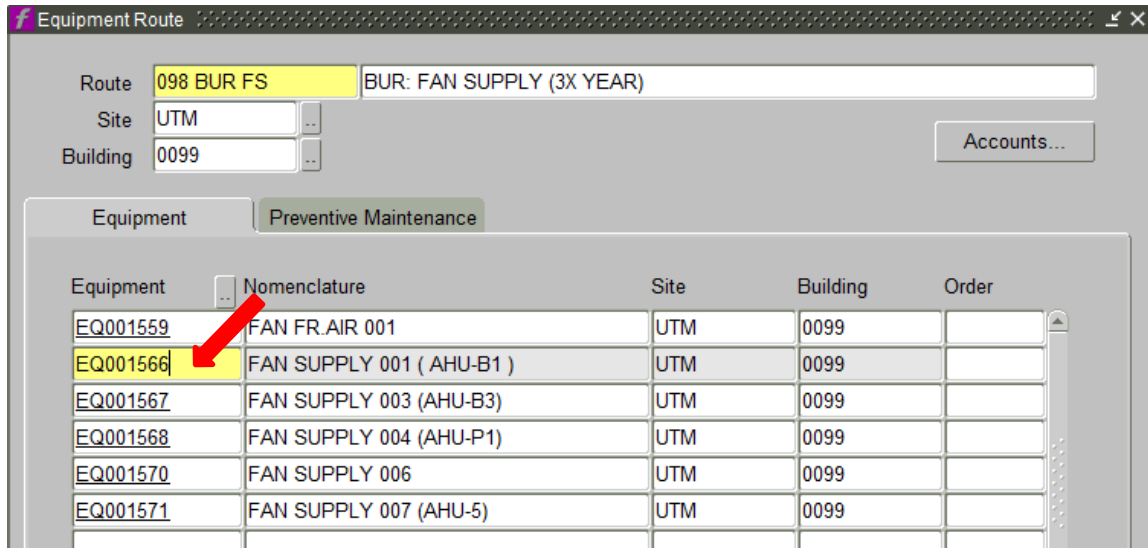 f Equipment Route
Route 098 BUR FS BUR: FAN SUPPLY (3X YEAR)
Site UTM ..
Building 0099 .. Accounts...
Equipment Preventive Maintenance
Equipment .. Nomenclature Site Building Order
EQ001559 FAN FR.AIR 001 UTM 0099
EQ001566 FAN SUPPLY 001 ( AHU-B1 ) UTM 0099
EQ001567 FAN SUPPLY 003 (AHU-B3) UTM 0099
EQ001568 FAN SUPPLY 004 (AHU-P1) UTM 0099
EQ001570 FAN SUPPLY 006 UTM 0099
EQ001571 FAN SUPPLY 007 (AHU-5) UTM 0099